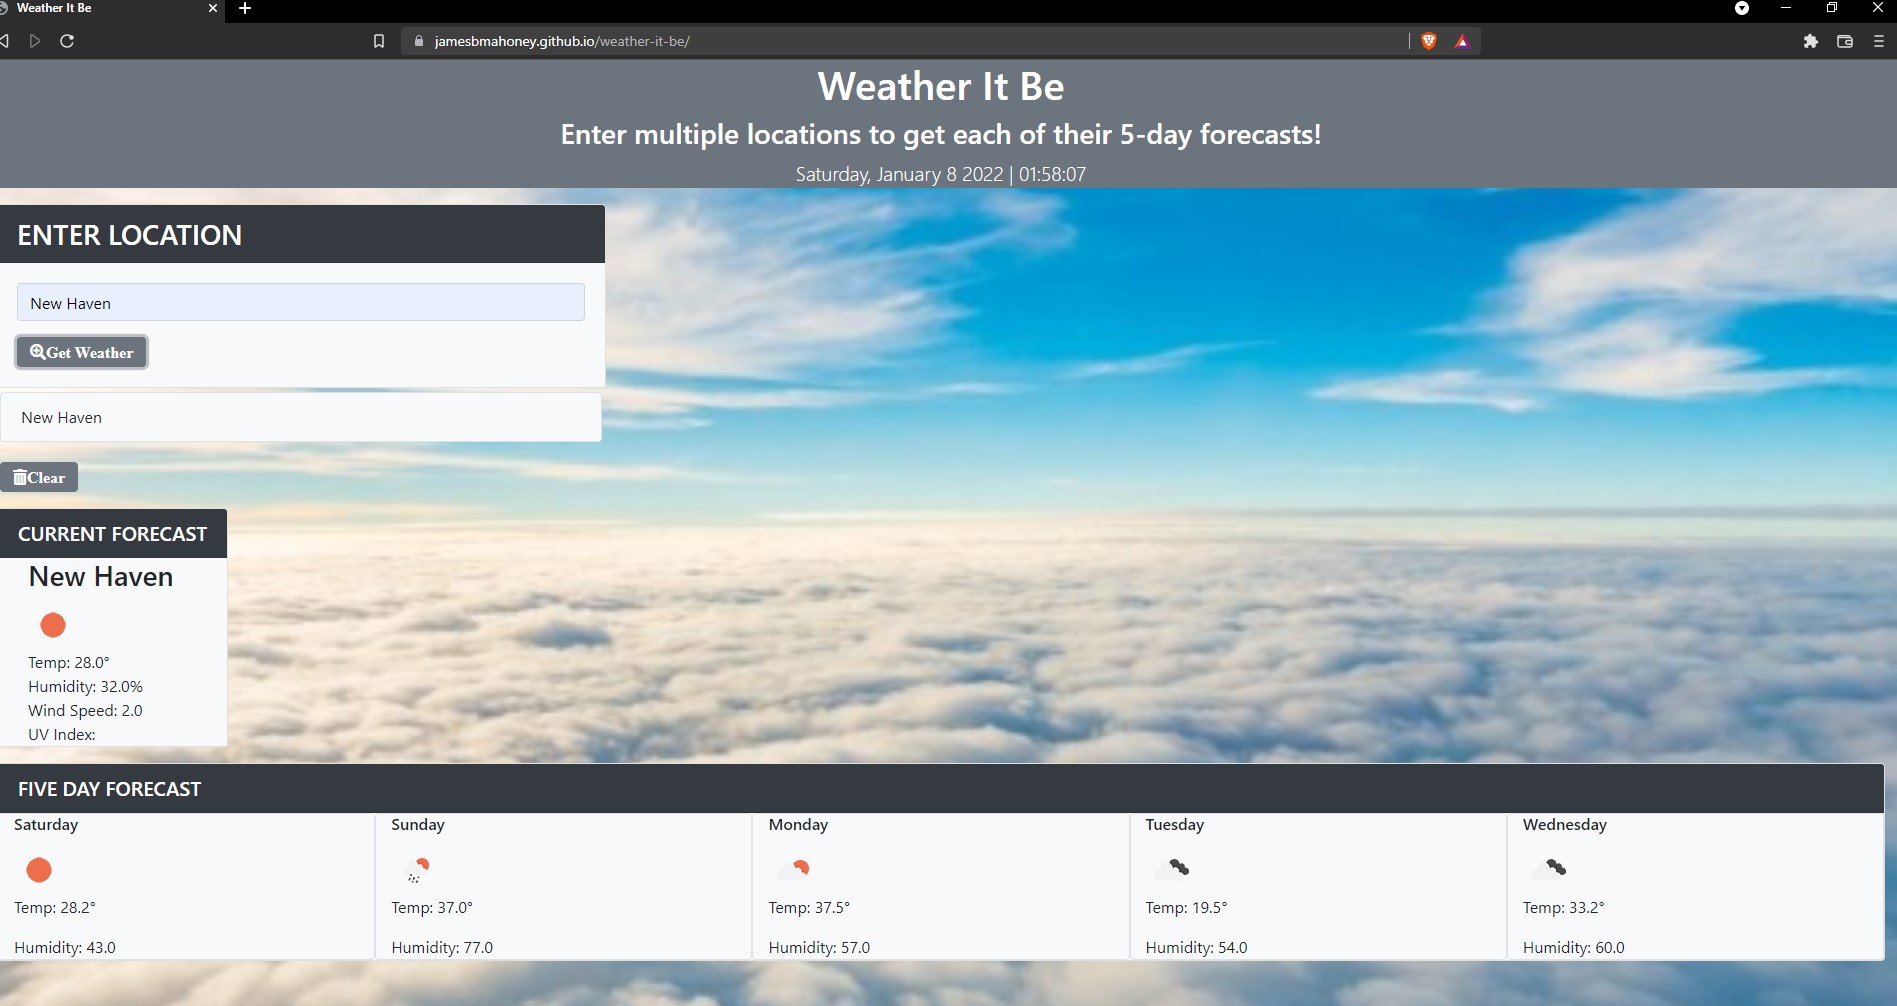 Weather It Be
jamesbmahoney.github.io/weather-it-be/
Weather It Be
Enter multiple locations to get each of their 5-day forecasts!
Saturday, January 8 2022 | 01:58:07
ENTER LOCATION
New Haven
Get Weather
New Haven
Clear
CURRENT FORECAST
New Haven
Temp: 28.0°
Humidity: 32.0%
Wind Speed: 2.0
UV Index:
FIVE DAY FORECAST
Saturday
Temp: 28.2°
Humidity: 43.0
Sunday
Temp: 37.0°
Humidity: 77.0
Monday
Temp: 37.5°
Humidity: 57.0
Tuesday
Temp: 19.5°
Humidity: 54.0
Wednesday
Temp: 33.2°
Humidity: 60.0